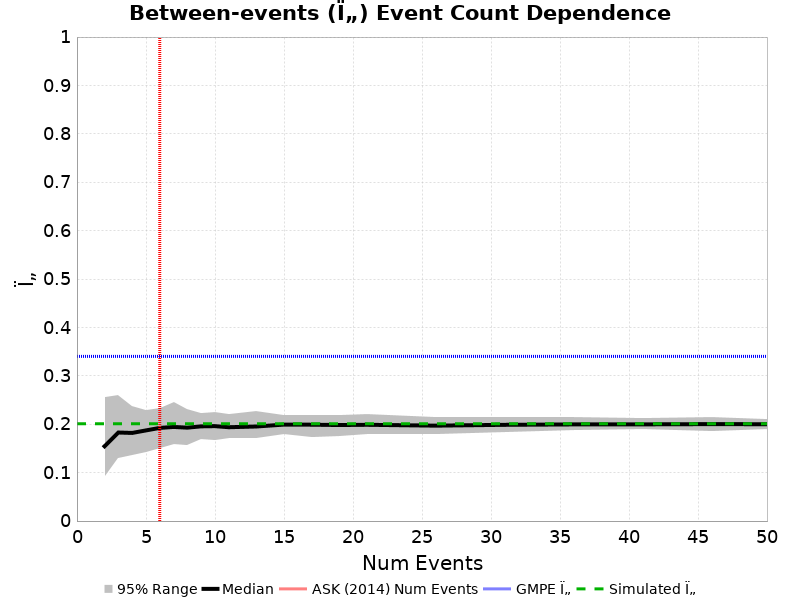 Between-events (Ï„) Event Count Dependence
1
0.9
0.8
0.7
0.6
0.5
0.4
0.3
0.2
0.1
0
Ï„
0 5 10 15 20 25 30 35 40 45 50
Num Events
95% Range Median ASK (2014) Num Events GMPE Ï„ Simulated Ï„